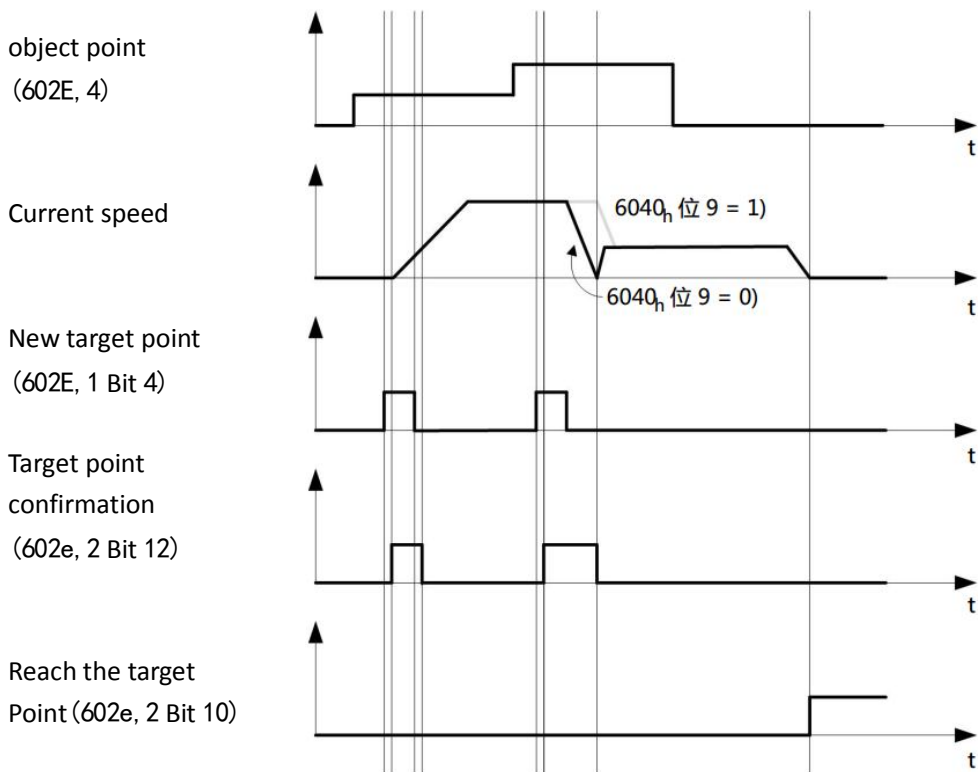 object point
(602E, 4)
t
Current speed
6040h 位 9 = 1)
6040h 位 9 = 0)
t
New target point
(602E, 1 Bit 4)
t
Target point
confirmation
(602e, 2 Bit 12)
t
Reach the target
Point (602e, 2 Bit 10)
t